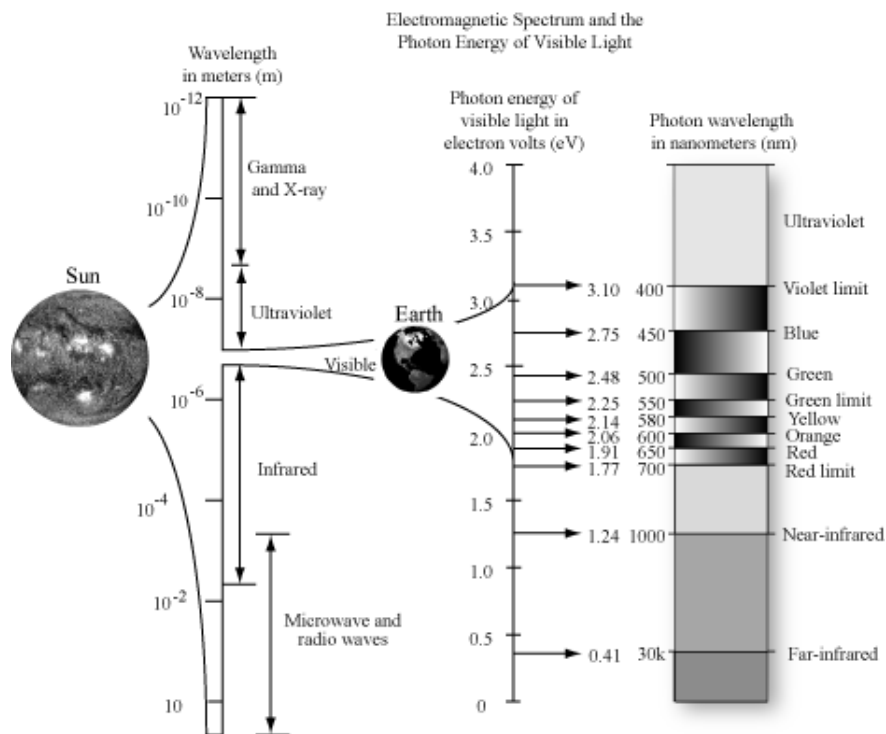 Electromagnetic Spectrum and the
Photon Energy of Visible Light
Wavelength
in meters (m)
10-12
10-10
10-8
10-6
10-4
10-2
10
Gamma
and X-ray
Ultraviolet
Visible
Infrared
Microwave and
radio waves
Sun
Earth
Photon energy of
visible light in
electron volts (eV)
4.0
3.5
3.0
2.5
2.0
1.5
1.0
0.5
0
Photon wavelength
in nanometers (nm)
Ultraviolet
3.10 400 Violet limit
2.75 450 Blue
2.48 500 Green
2.25 550 Green limit
2.14 580 Yellow
2.06 600 Orange
1.91 650 Red
1.77 700 Red limit
1.24 1000 Near-infrared
0.41 30k Far-infrared